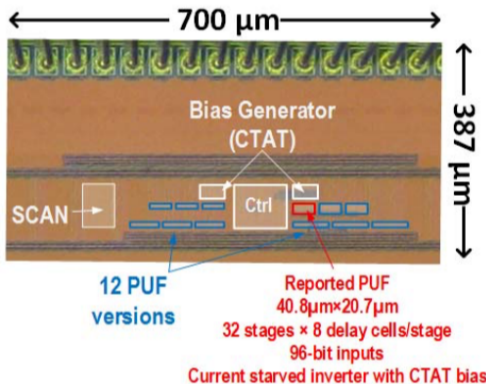 700 µm
387 µm
Bias Generator
(CTAT)
SCAN
Ctrl
12 PUF
versions
Reported PUF
40.8µm×20.7µm
32 stages × 8 delay cells/stage
96-bit inputs
Current starved inverter with CTAT bias